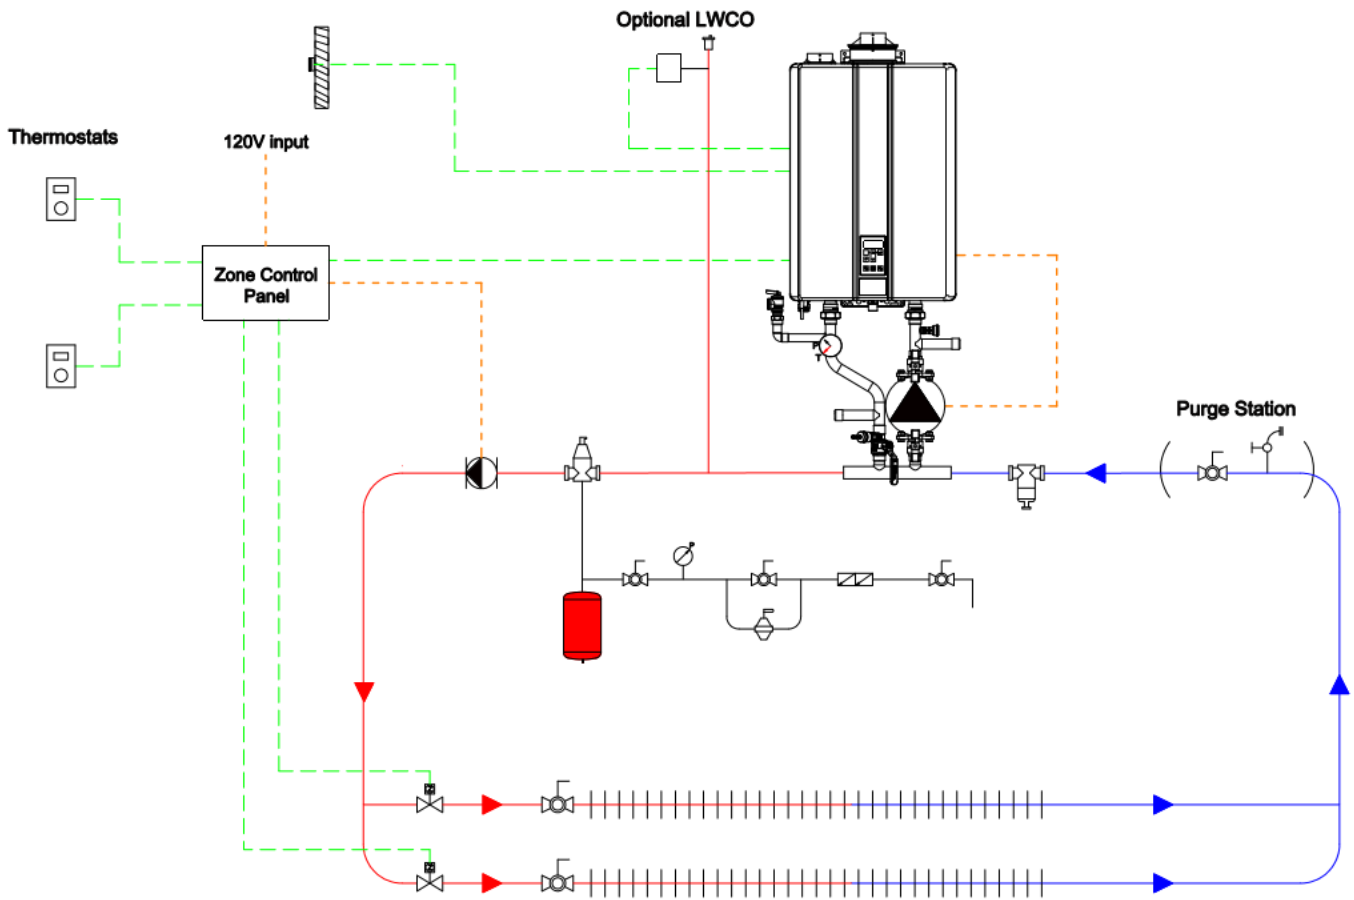 Optional LWCO
Thermostats
120V input
Zone Control
Panel
P
T
Purge Station
P